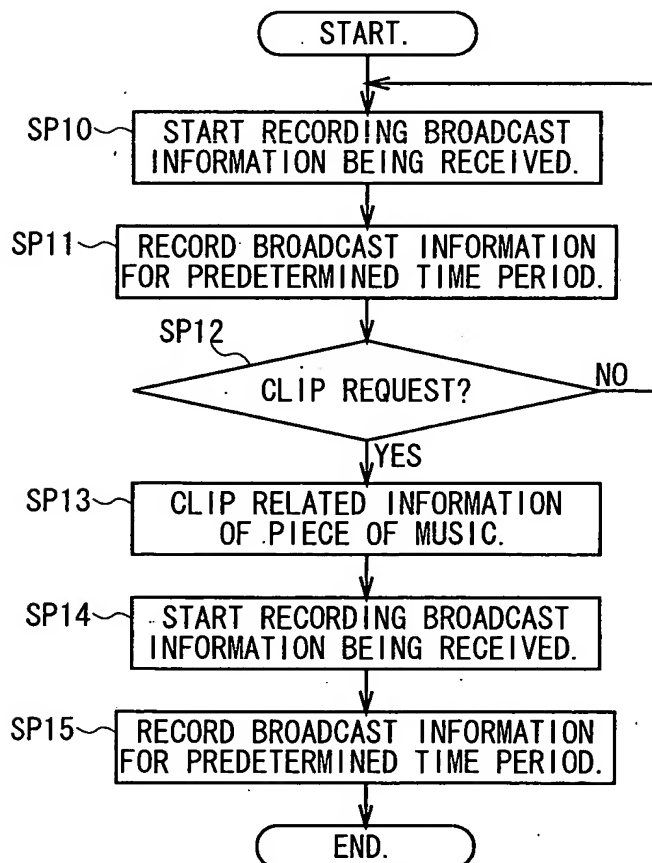 START.
SP10
START RECORDING BROADCAST
INFORMATION BEING RECEIVED.
SP11
RECORD BROADCAST INFORMATION
FOR PREDETERMINED TIME PERIOD.
SP12
CLIP REQUEST?
NO
YES
SP13
CLIP RELATED INFORMATION
OF PIECE OF MUSIC.
SP14
START RECORDING BROADCAST
INFORMATION BEING RECEIVED.
SP15
RECORD BROADCAST INFORMATION
FOR PREDETERMINED TIME PERIOD.
END.